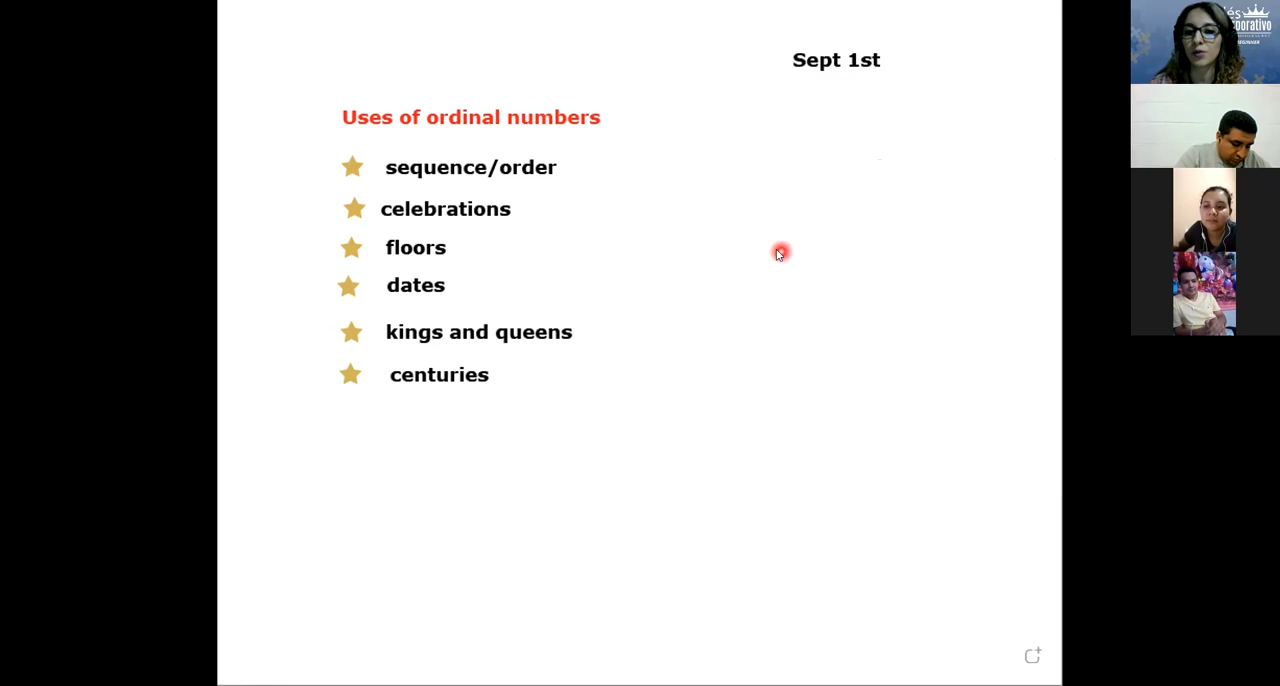 Sept 1st
Uses of ordinal numbers
sequence/order
celebrations
floors
dates
kings and queens
centuries